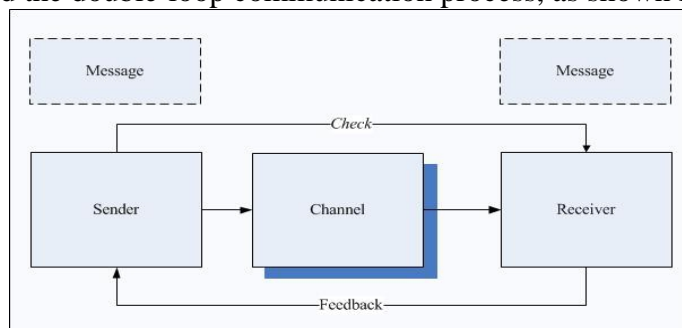 the double-loop communication process, as shown
Message Message
Check
Sender Channel Receiver
Feedback